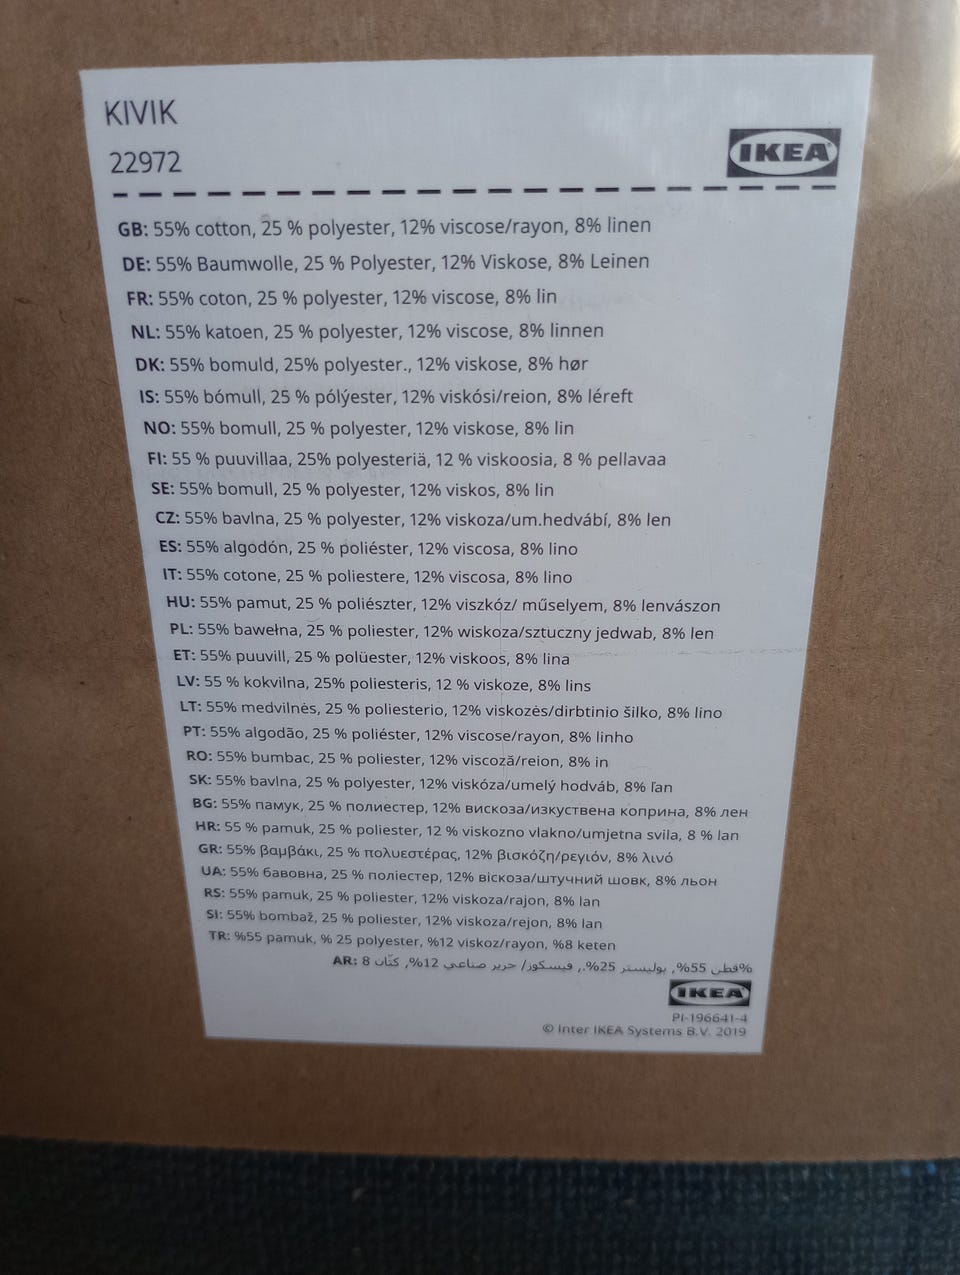 KIVIK
22972
IKEA®
GB: 55% cotton, 25 % polyester, 12% viscose/rayon, 8% linen
DE: 55% Baumwolle, 25 % Polyester, 12% Viskose, 8% Leinen
FR: 55% coton, 25 % polyester, 12% viscose, 8% lin
NL: 55% katoen, 25 % polyester, 12% viscose, 8% linnen
DK: 55% bomuld, 25% polyester., 12% viskose, 8% hør
IS: 55% bómull, 25 % pólýester, 12% viskósi/reion, 8% léreft
NO: 55% bomull, 25 % polyester, 12% viskose, 8% lin
FI: 55 % puuvillaa, 25% polyesteriä, 12 % viskoosia, 8 % pellavaa
SE: 55% bomull, 25 % polyester, 12% viskos, 8% lin
CZ: 55% bavlna, 25 % polyester, 12% viskoza/um.hedvábí, 8% len
ES: 55% algodón, 25 % poliéster, 12% viscosa, 8% lino
IT: 55% cotone, 25 % poliestere, 12% viscosa, 8% lino
HU: 55% pamut, 25 % poliészter, 12% viszkóz/ műselyem, 8% lenvászon
PL: 55% bawełna, 25 % poliester, 12% wiskoza/sztuczny jedwab, 8% len
ET: 55% puuvill, 25 % polüester, 12% viskoos, 8% lina
LV: 55 % kokvilna, 25% poliesteris, 12 % viskoze, 8% lins
LT: 55% medvilnės, 25 % poliesterio, 12% viskozės/dirbtinio šilko, 8% lino
PT: 55% algodão, 25 % poliéster, 12% viscose/rayon, 8% linho
RO: 55% bumbac, 25 % poliester, 12% viscoză/reion, 8% in
SK: 55% bavlna, 25 % polyester, 12% viskóza/umelý hodváb, 8% ľan
BG: 55% памук, 25 % полиестер, 12% вискоза/изкуствена коприна, 8% лен
HR: 55 % pamuk, 25 % poliester, 12 % viskozno vlakno/umjetna svila, 8 % lan
GR: 55% βαμβάκι, 25 % πολυεστέρας, 12% βισκόζη/ρεγιόν, 8% λινό
UA: 55% бавовна, 25 % поліестер, 12% віскоза/штучний шовк, 8% льон
RS: 55% pamuk, 25 % poliester, 12% viskoza/rajon, 8% lan
SI: 55% bombaž, 25 % poliester, 12% viskoza/rejon, 8% lan
TR: %55 pamuk, % 25 polyester, %12 viskoz/rayon, %8 keten
AR: 8 قطن 55%, بوليستر 25%., فيسكوز/ حرير صناعي 12%, كتّان%
IKEA®
PI-196641-4
© Inter IKEA Systems B.V. 2019